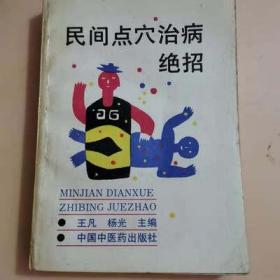 民间点穴治病
绝招
MINJIAN DIANXUE
ZHIBING JUEZHAO
● 王凡 杨光 主编
● 中国中医药出版社